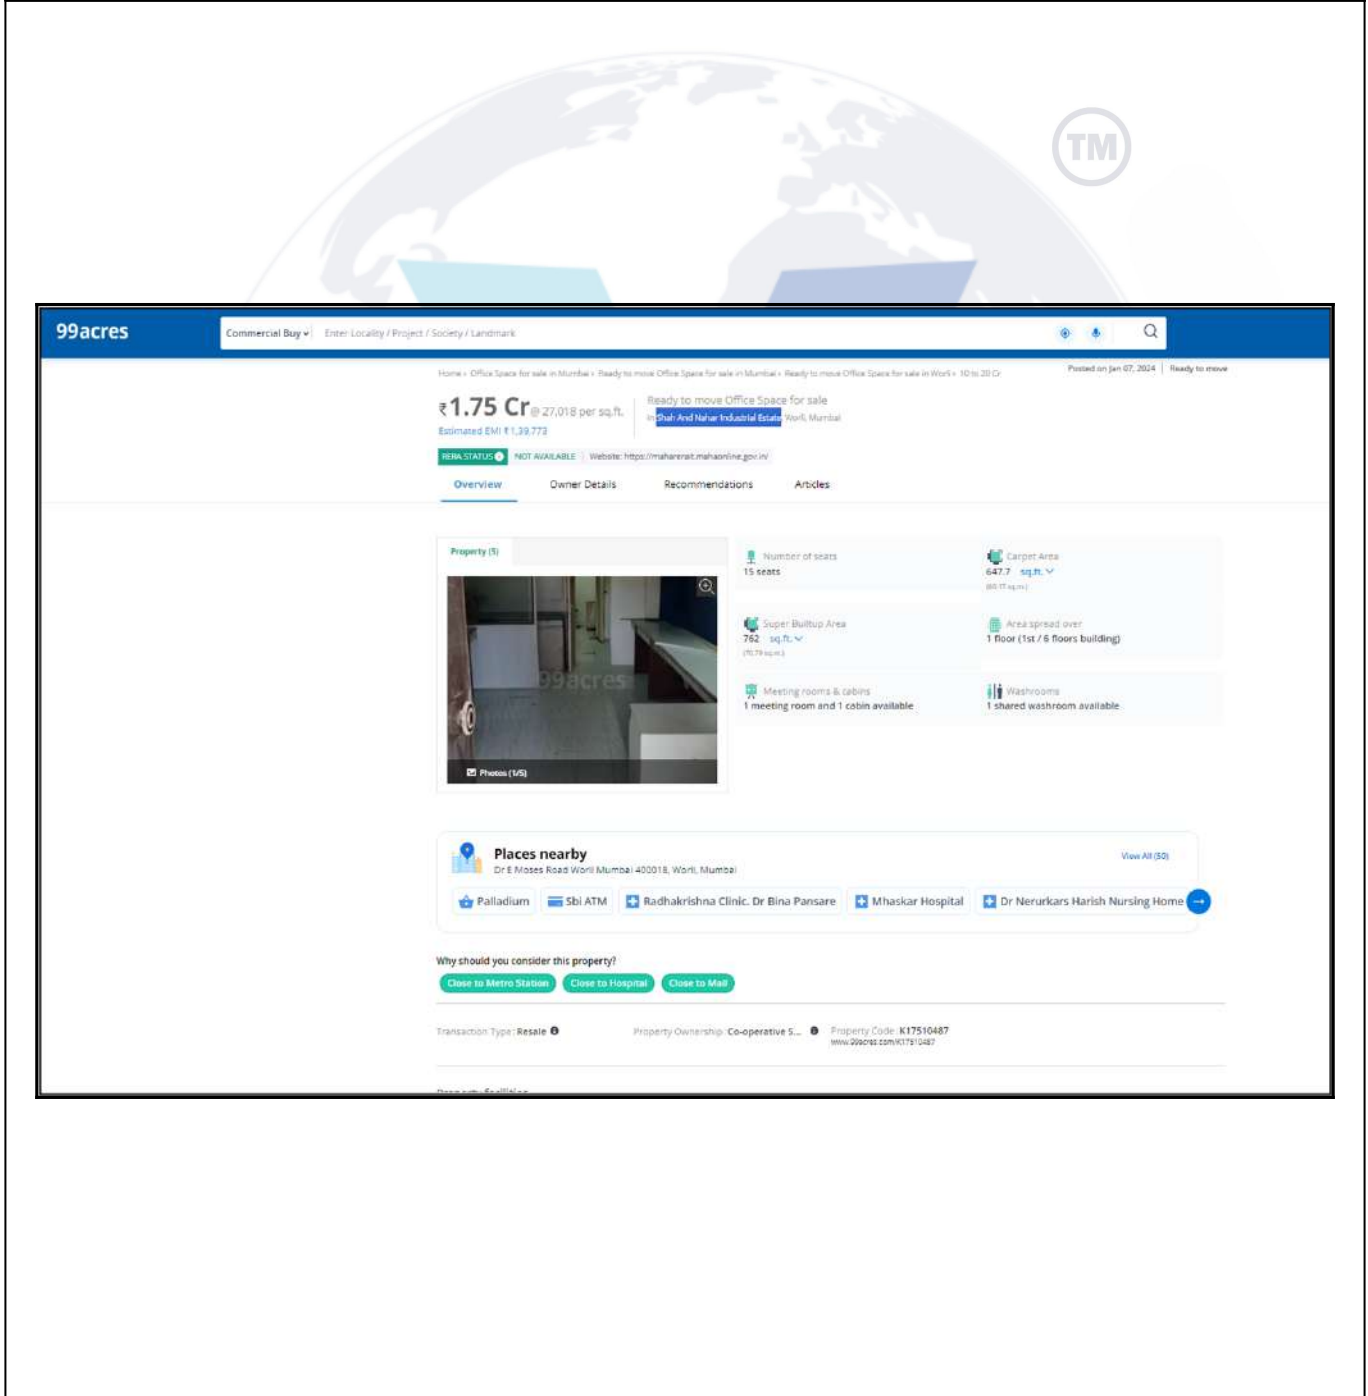 TM
99acres
Commercial Buy
Enter Locality / Project / Society / Landmark
Home › Office Space for sale in Mumbai › Ready to move Office Space for sale in Mumbai › Ready to move Office Space for sale in Worli › 10 to 20 Cr
Posted on Jan 07, 2024 | Ready to move
₹1.75 Cr @ 27,018 per sq.ft.
Estimated EMI ₹ 1,39,773
Ready to move Office Space for sale
In Shah And Nahar Industrial Estate Worli, Mumbai
RERA STATUS NOT AVAILABLE Website: https://maharerait.mahaonline.gov.in/
Overview Owner Details Recommendations Articles
Property (5)
Number of seats
15 seats
Carpet Area
647.7 sq.ft.
(60.17 sq.m.)
Super Builtup Area
762 sq.ft.
(70.79 sq.m.)
Area spread over
1 floor (1st / 6 floors building)
Meeting rooms & cabins
1 meeting room and 1 cabin available
Washrooms
1 shared washroom available
99acres
Photos (1/5)
Places nearby
Dr E Moses Road Worli Mumbai 400018, Worli, Mumbai
View All (50)
Palladium Sbi ATM Radhakrishna Clinic. Dr Bina Pansare Mhaskar Hospital Dr Nerurkars Harish Nursing Home
Why should you consider this property?
Close to Metro Station Close to Hospital Close to Mall
Transaction Type: Resale Property Ownership: Co-operative S... Property Code: K17510487
www.99acres.com/K17510487